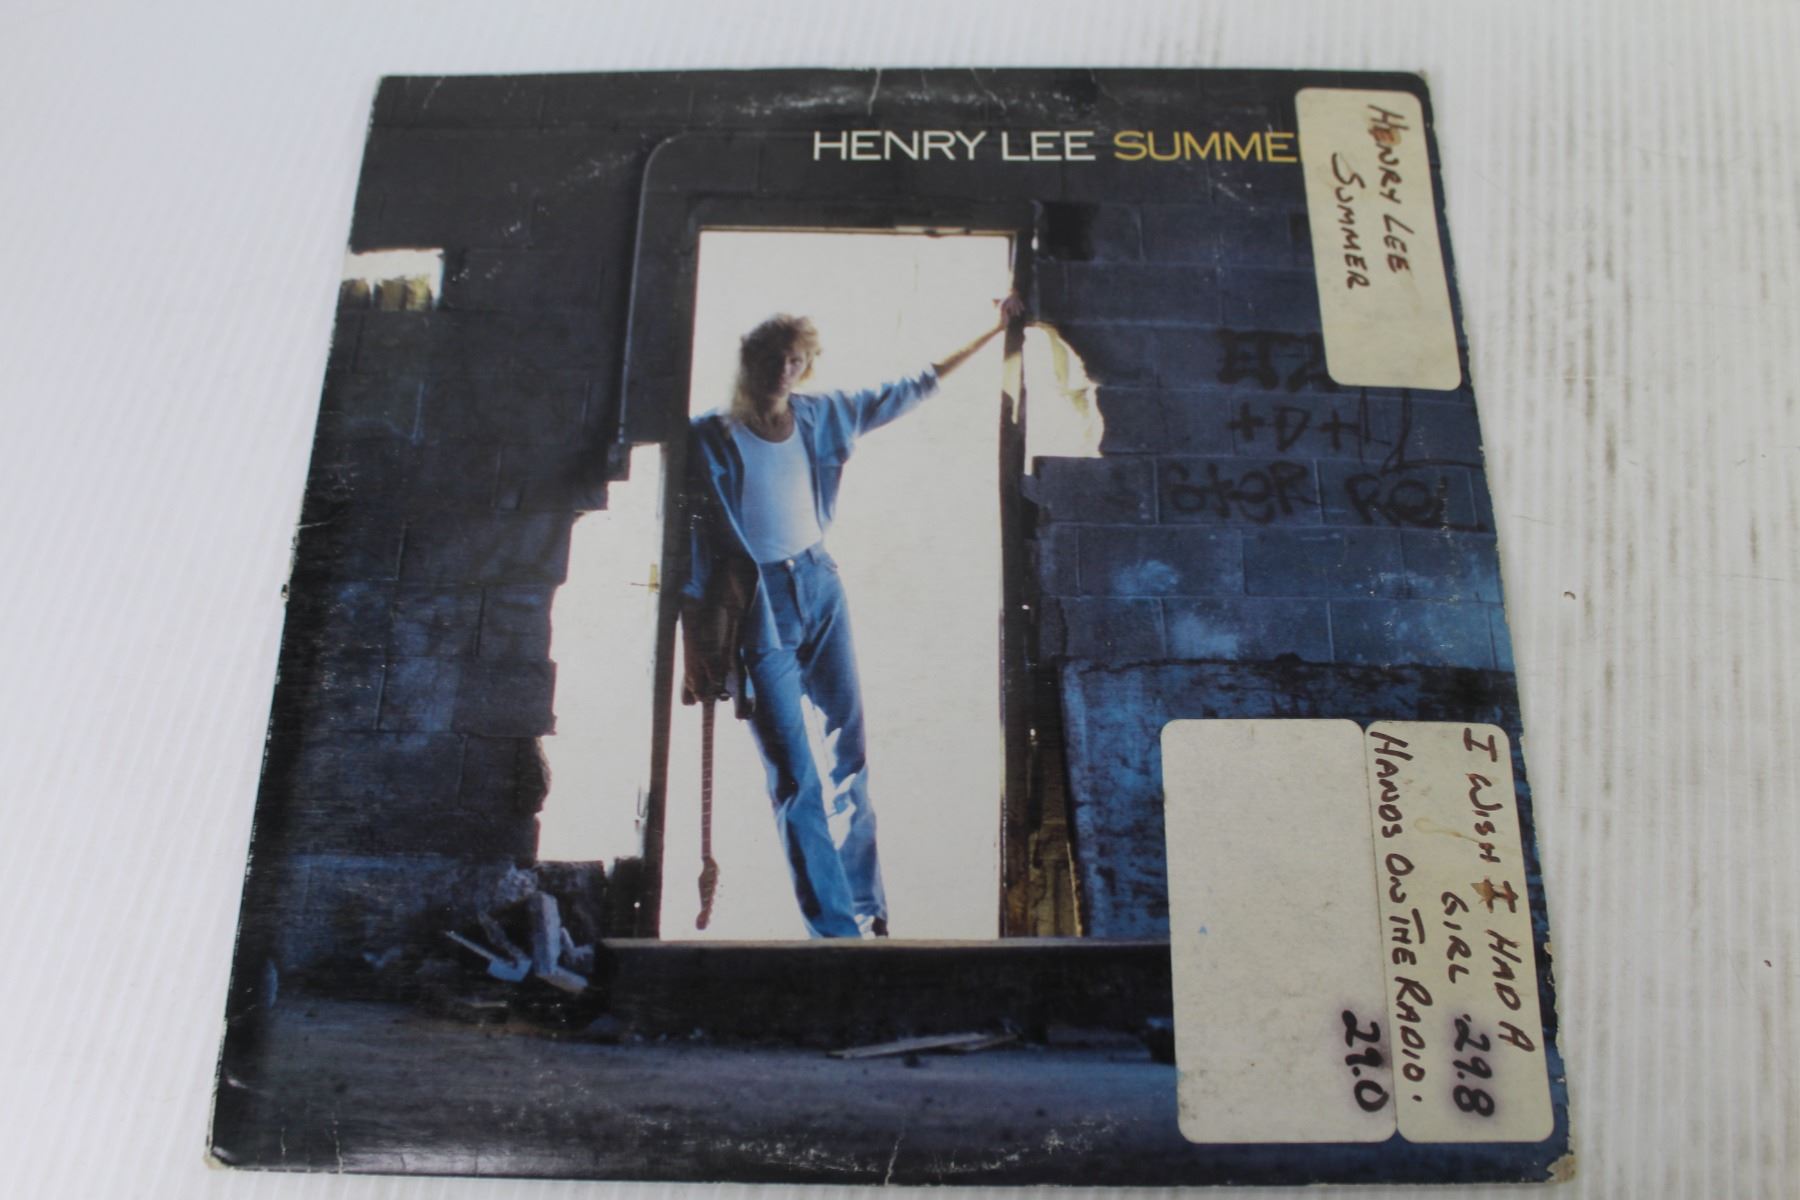 HENRY LEE SUMME
HENRY LEE
SUMMER
+D+
I WISH I HAD A
GIRL .29.8
HANDS ON THE RADIO.
29.0